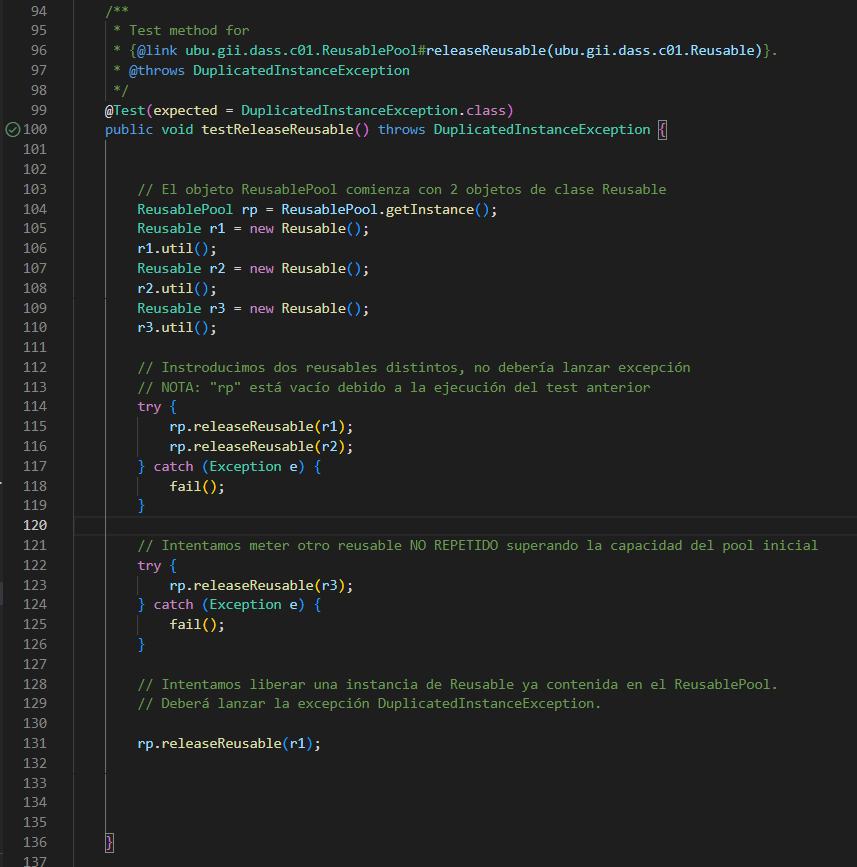 94 /**
95 * Test method for
96 * {@link ubu.gii.dass.c01.ReusablePool#releaseReusable(ubu.gii.dass.c01.Reusable)}.
97 * @throws DuplicatedInstanceException
98 */
99 @Test(expected = DuplicatedInstanceException.class)
100 public void testReleaseReusable() throws DuplicatedInstanceException {
101
102
103 // El objeto ReusablePool comienza con 2 objetos de clase Reusable
104 ReusablePool rp = ReusablePool.getInstance();
105 Reusable r1 = new Reusable();
106 r1.util();
107 Reusable r2 = new Reusable();
108 r2.util();
109 Reusable r3 = new Reusable();
110 r3.util();
111
112 // Instroducimos dos reusables distintos, no debería lanzar excepción
113 // NOTA: "rp" está vacío debido a la ejecución del test anterior
114 try {
115 rp.releaseReusable(r1);
116 rp.releaseReusable(r2);
117 } catch (Exception e) {
118 fail();
119 }
120
121 // Intentamos meter otro reusable NO REPETIDO superando la capacidad del pool inicial
122 try {
123 rp.releaseReusable(r3);
124 } catch (Exception e) {
125 fail();
126 }
127
128 // Intentamos liberar una instancia de Reusable ya contenida en el ReusablePool.
129 // Deberá lanzar la excepción DuplicatedInstanceException.
130
131 rp.releaseReusable(r1);
132
133
134
135
136 }
137